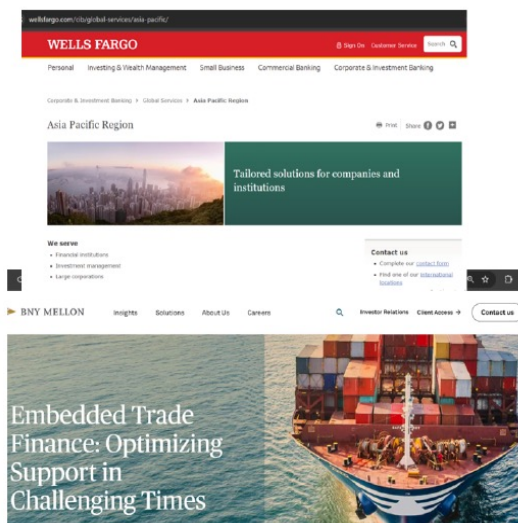 wellsfargo.com/cib/global-services/asia-pacific/
WELLS FARGO
Sign On Customer Service Search
Personal Investing & Wealth Management Small Business Commercial Banking Corporate & Investment Banking
Corporate & Investment Banking > Global Services > Asia Pacific Region
Asia Pacific Region
Print Share
Tailored solutions for companies and
institutions
We serve
• Financial institutions
• Investment management
• Large corporations
Contact us
• Complete our contact form
• Find one of our international
locations
BNY MELLON Insights Solutions About Us Careers Investor Relations Client Access → Contact us
Embedded Trade
Finance: Optimizing
Support in
Challenging Times